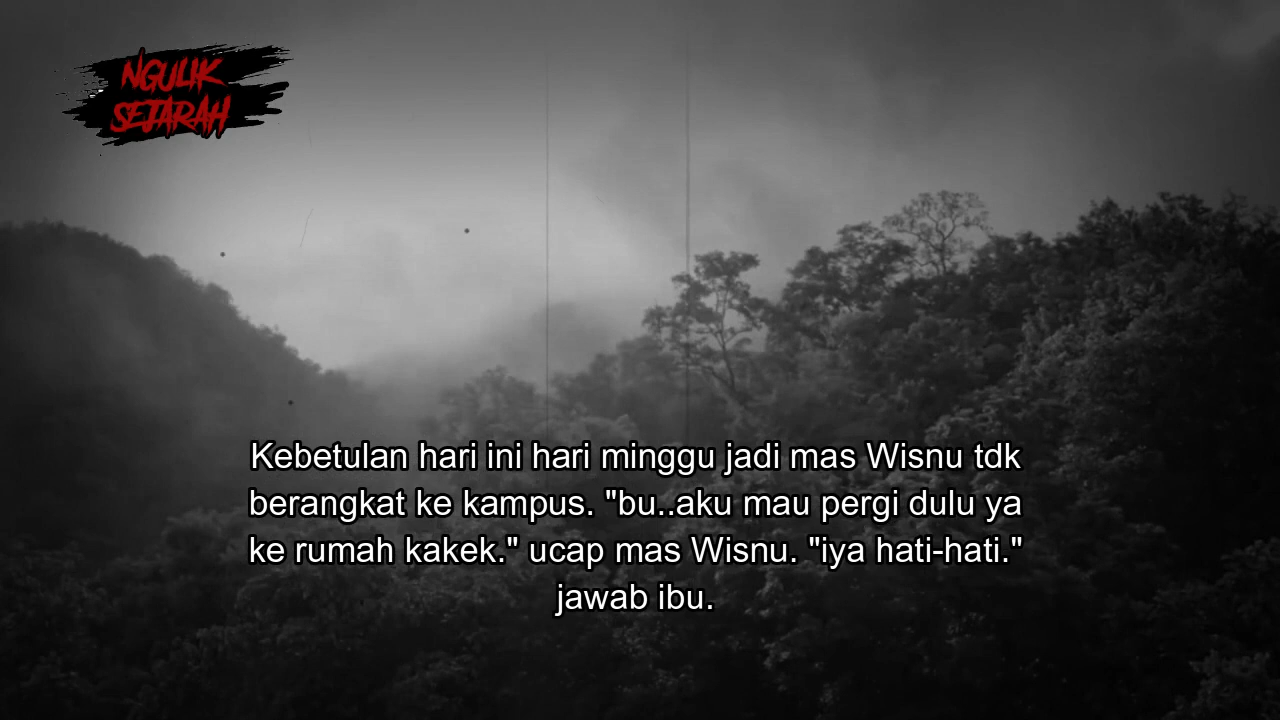 NGULIK
SEJARAH
Kebetulan hari ini hari minggu jadi mas Wisnu tdk
berangkat ke kampus. "bu..aku mau pergi dulu ya
ke rumah kakek." ucap mas Wisnu. "iya hati-hati."
jawab ibu.